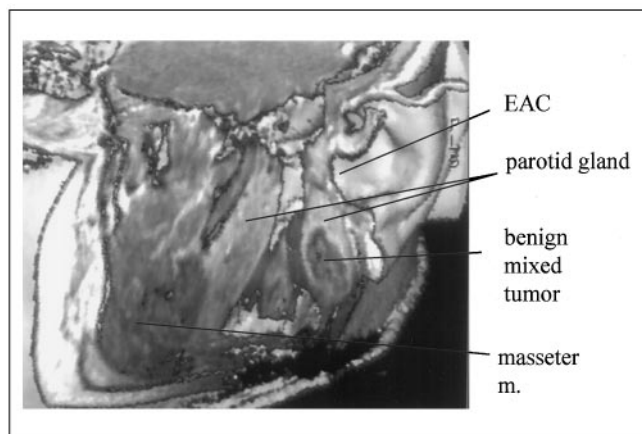 EAC
parotid gland
benign
mixed
tumor
masseter
m.